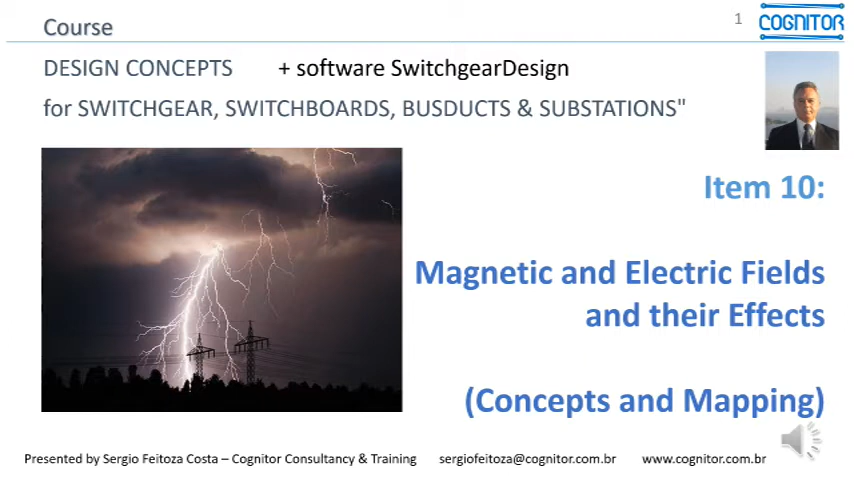 Course
1
COGNITOR
DESIGN CONCEPTS + software SwitchgearDesign
for SWITCHGEAR, SWITCHBOARDS, BUSDUCTS & SUBSTATIONS"
Item 10:
Magnetic and Electric Fields
and their Effects
(Concepts and Mapping)
Presented by Sergio Feitoza Costa – Cognitor Consultancy & Training sergiofeitoza@cognitor.com.br www.cognitor.com.br